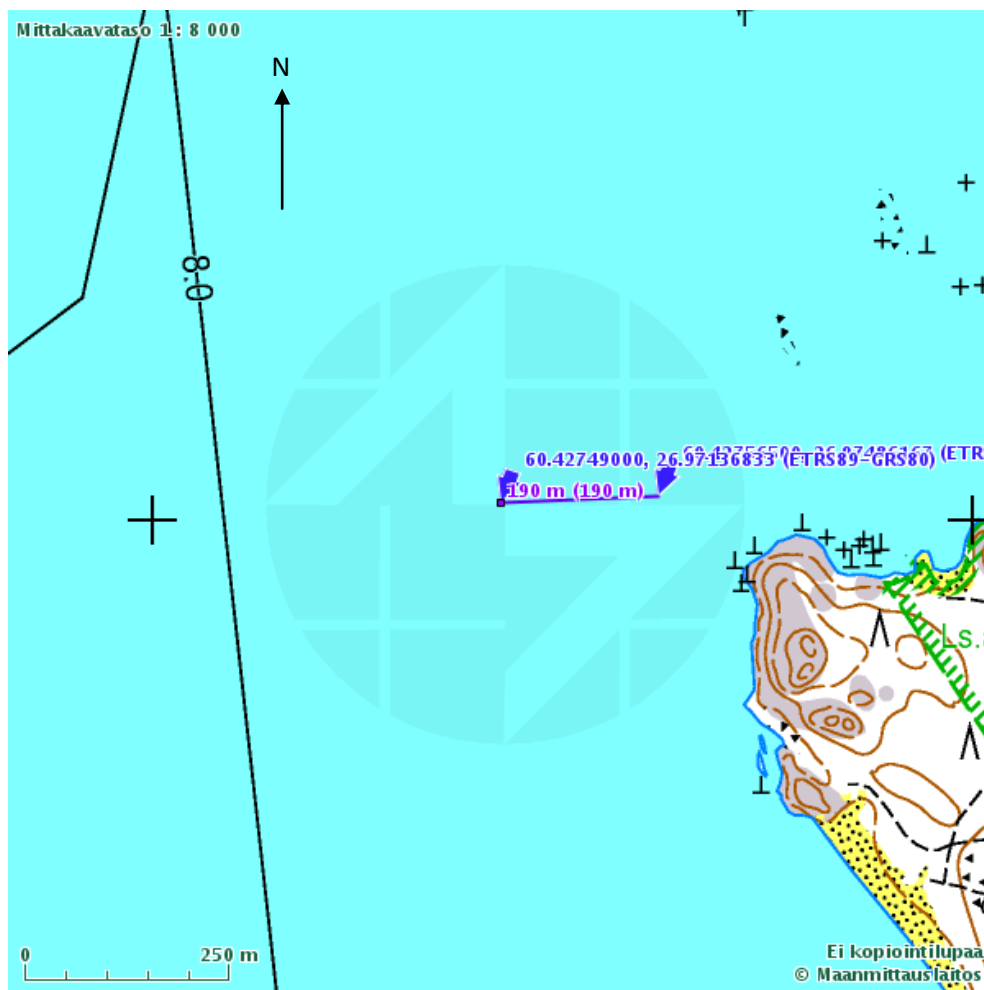 Mittakaavataso 1 : 8 000
N
8.0
60.42749000, 26.97136833 (ETRS89-GRS80)
(ETR
190 m (190 m)
Ls.
0 250 m
Ei kopiointilupaa
© Maanmittauslaitos